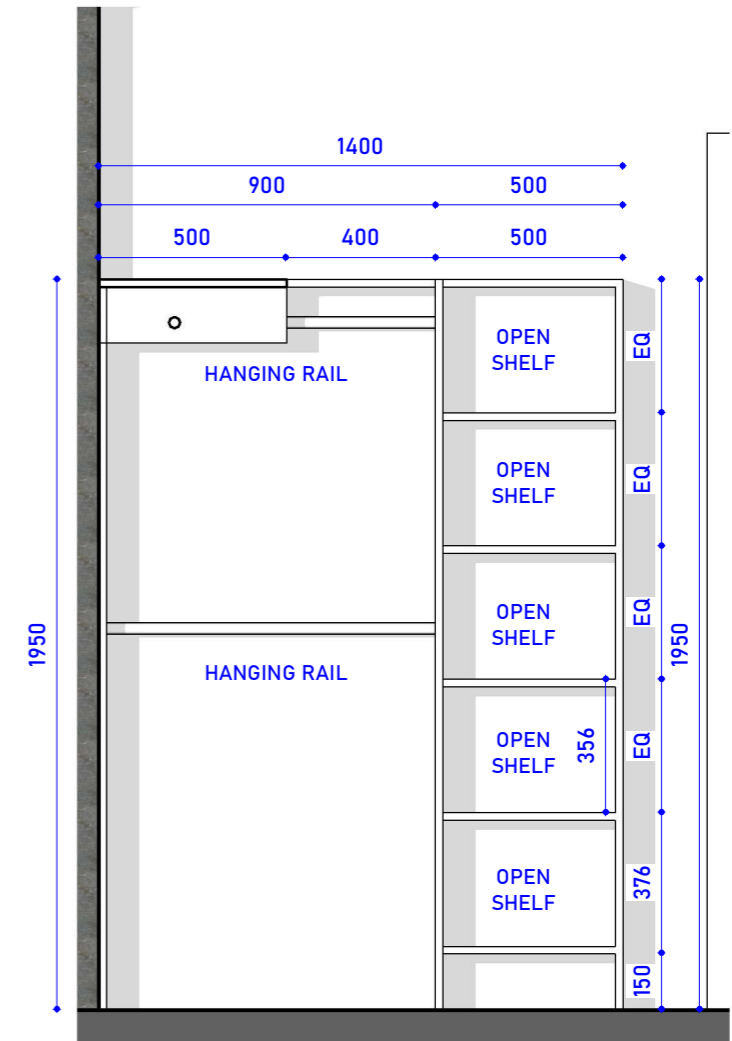 1400
900
500
500
400
500
OPEN
SHELF
EQ
HANGING RAIL
OPEN
SHELF
EQ
OPEN
SHELF
EQ
1950
1950
HANGING RAIL
OPEN
SHELF
356
EQ
OPEN
SHELF
376
150